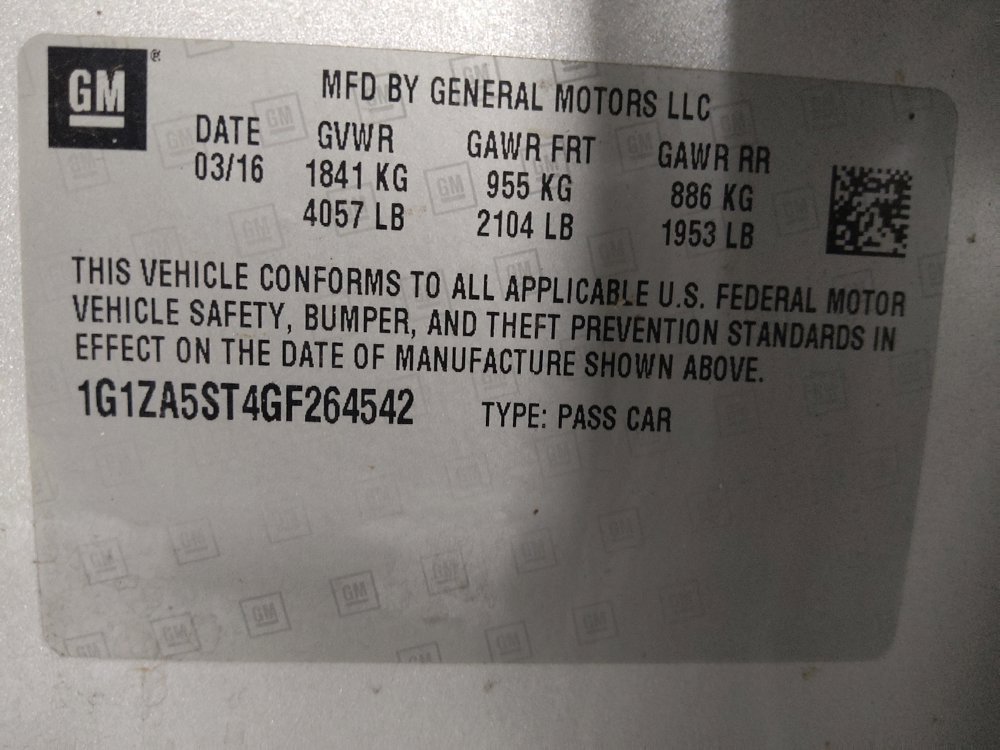 GM ®
MFD BY GENERAL MOTORS LLC
DATE GVWR GAWR FRT GAWR RR
03/16 1841 KG 955 KG 886 KG
4057 LB 2104 LB 1953 LB
THIS VEHICLE CONFORMS TO ALL APPLICABLE U.S. FEDERAL MOTOR
VEHICLE SAFETY, BUMPER, AND THEFT PREVENTION STANDARDS IN
EFFECT ON THE DATE OF MANUFACTURE SHOWN ABOVE.
1G1ZA5ST4GF264542 TYPE: PASS CAR